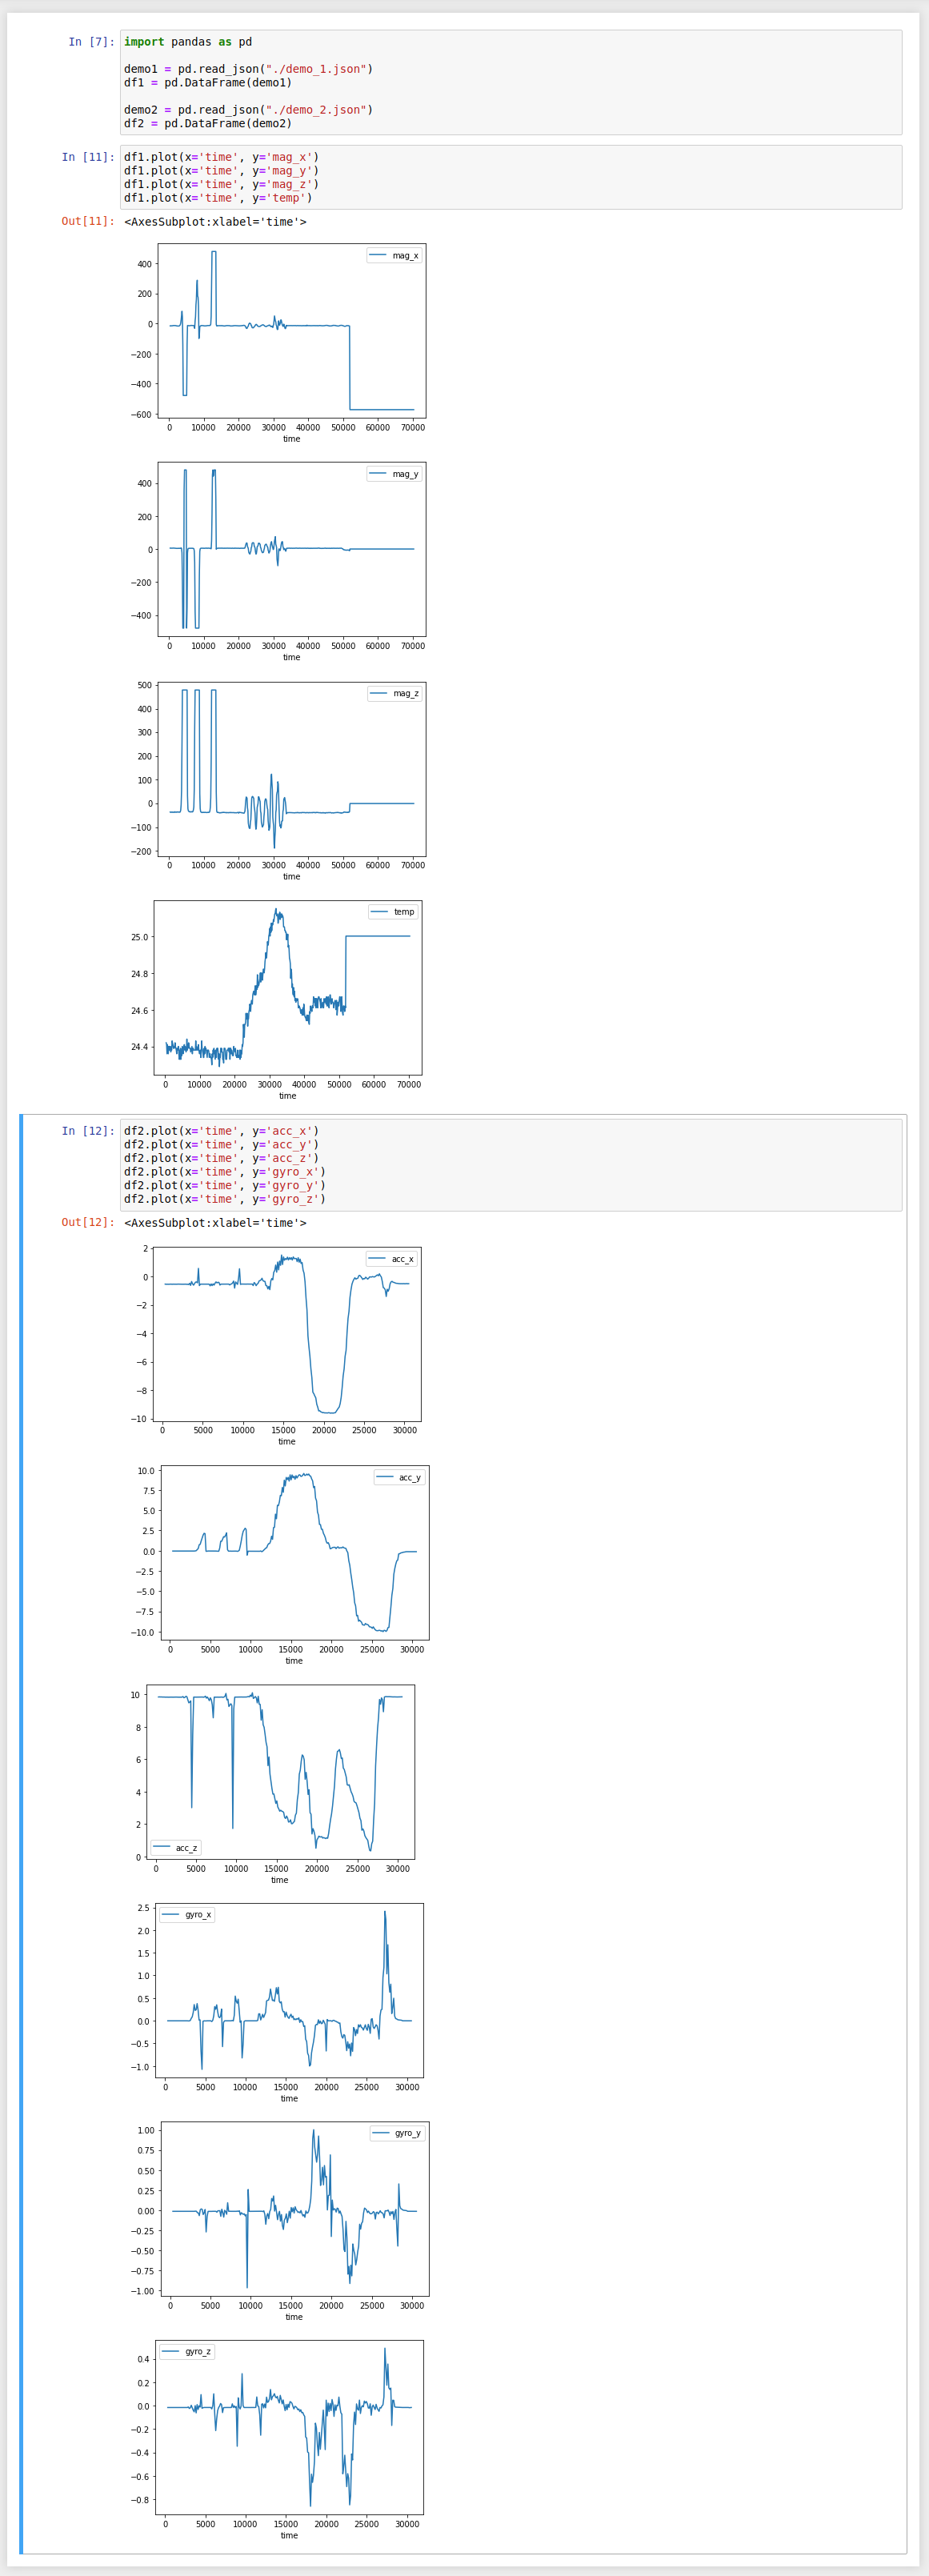 In [7]: import pandas as pd
demo1 = pd.read_json("./demo_1.json")
df1 = pd.DataFrame(demo1)
demo2 = pd.read_json("./demo_2.json")
df2 = pd.DataFrame(demo2)
In [11]: df1.plot(x='time', y='mag_x')
df1.plot(x='time', y='mag_y')
df1.plot(x='time', y='mag_z')
df1.plot(x='time', y='temp')
Out[11]: <AxesSubplot:xlabel='time'>
mag_x
400
200
0
−200
−400
−600
0 10000 20000 30000 40000 50000 60000 70000
time
mag_y
400
200
0
−200
−400
0 10000 20000 30000 40000 50000 60000 70000
time
mag_z
500
400
300
200
100
0
−100
−200
0 10000 20000 30000 40000 50000 60000 70000
time
temp
25.0
24.8
24.6
24.4
0 10000 20000 30000 40000 50000 60000 70000
time
In [12]: df2.plot(x='time', y='acc_x')
df2.plot(x='time', y='acc_y')
df2.plot(x='time', y='acc_z')
df2.plot(x='time', y='gyro_x')
df2.plot(x='time', y='gyro_y')
df2.plot(x='time', y='gyro_z')
Out[12]: <AxesSubplot:xlabel='time'>
2
acc_x
0
−2
−4
−6
−8
−10
0 5000 10000 15000 20000 25000 30000
time
10.0
acc_y
7.5
5.0
2.5
0.0
−2.5
−5.0
−7.5
−10.0
0 5000 10000 15000 20000 25000 30000
time
10
8
6
4
2
acc_z
0
0 5000 10000 15000 20000 25000 30000
time
2.5
gyro_x
2.0
1.5
1.0
0.5
0.0
−0.5
−1.0
0 5000 10000 15000 20000 25000 30000
time
1.00
gyro_y
0.75
0.50
0.25
0.00
−0.25
−0.50
−0.75
−1.00
0 5000 10000 15000 20000 25000 30000
time
gyro_z
0.4
0.2
0.0
−0.2
−0.4
−0.6
−0.8
0 5000 10000 15000 20000 25000 30000
time